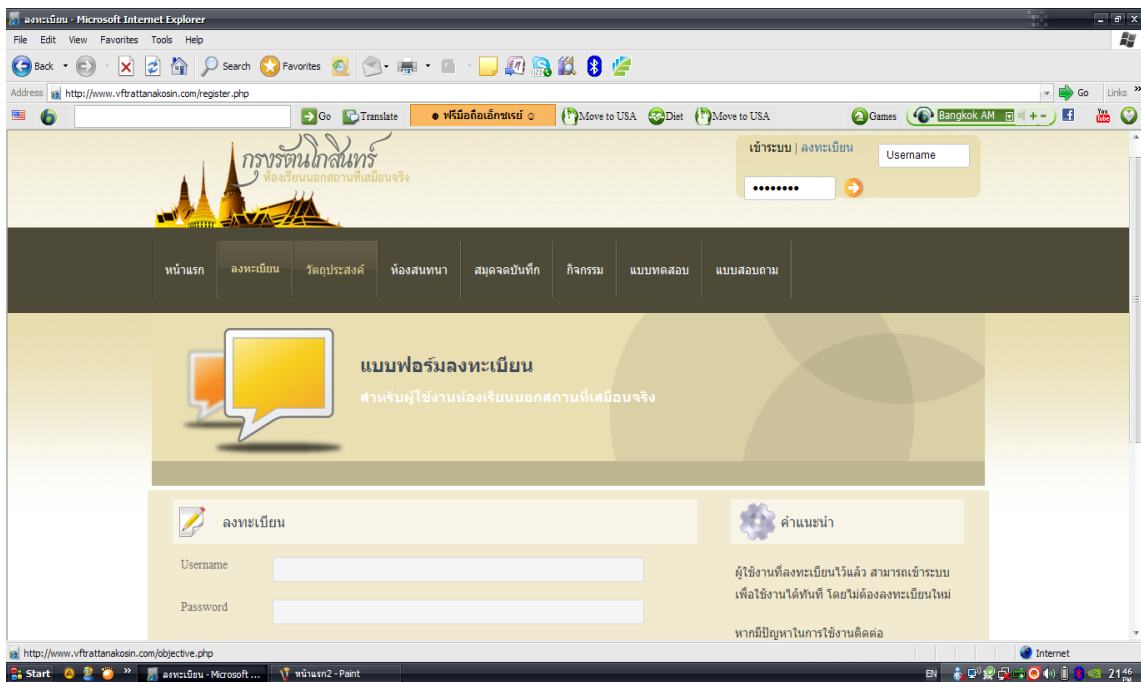 ลงทะเบียน - Microsoft Internet Explorer
File Edit View Favorites Tools Help
Back Search Favorites
Address http://www.vftrattanakosin.com/register.php Go Links »
Go Translate ฟรีมือถือเอ็กซเรย์ Move to USA Diet Move to USA Games Bangkok AM You Tube
กรุงรัตนโกสินทร์
ห้องเรียนนอกสถานที่เสมือนจริง
เข้าระบบ | ลงทะเบียน Username
••••••••
หน้าแรก ลงทะเบียน วัตถุประสงค์ ห้องสนทนา สมุดจดบันทึก กิจกรรม แบบทดสอบ แบบสอบถาม
แบบฟอร์มลงทะเบียน
สำหรับผู้ใช้งานห้องเรียนนอกสถานที่เสมือนจริง
ลงทะเบียน
Username
Password
คำแนะนำ
ผู้ใช้งานที่ลงทะเบียนไว้แล้ว สามารถเข้าระบบ
เพื่อใช้งานได้ทันที โดยไม่ต้องลงทะเบียนใหม่
หากมีปัญหาในการใช้งานติดต่อ
http://www.vftrattanakosin.com/objective.php Internet
Start » ลงทะเบียน - Microsoft ... หน้าแรก2 - Paint EN 21:46 PM